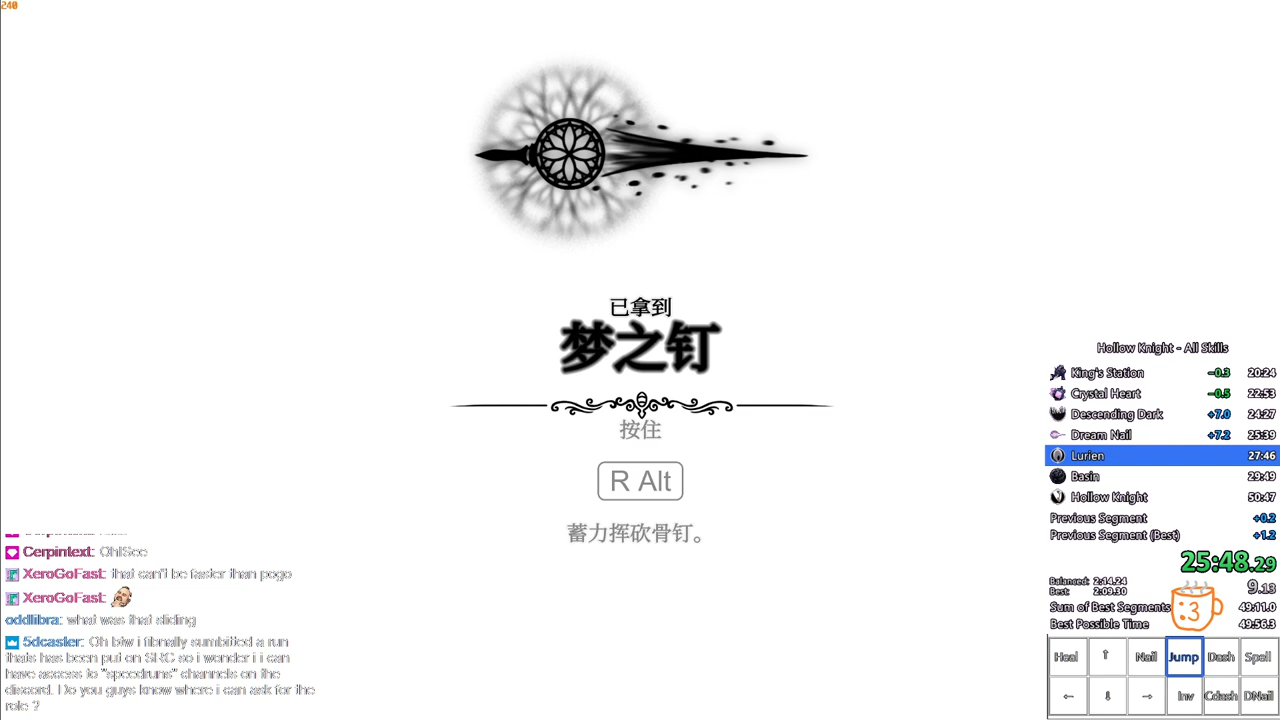 240
已拿到
梦之钉
按住
R Alt
蓄力挥砍骨钉。
Hollow Knight - All Skills
King's Station -0.3 20:24
Crystal Heart -0.5 22:53
Descending Dark +7.0 24:27
Dream Nail +7.2 25:39
Lurien 27:46
Basin 29:49
Hollow Knight 50:47
Previous Segment +0.2
Previous Segment (Best) +1.2
25:48.29
Balanced: 2:14.24
Best: 2:09.30
9.13
Sum of Best Segments 49:11.0
Best Possible Time 49:56.3
:3
Heal ↑ Nail Jump Dash Spell
← ↓ → Inv Cdash DNail
Cerpintext: OhISee
XeroGoFast: that can't be faster than pogo
XeroGoFast:
oddlibra: what was that sliding
5dcaster: Oh btw i fibnally sumbitted a run
thats has been put on SRC so i wonder i i can
have access to "speedruns" channels on the
discord. Do you guys know where i can ask for the
role ?